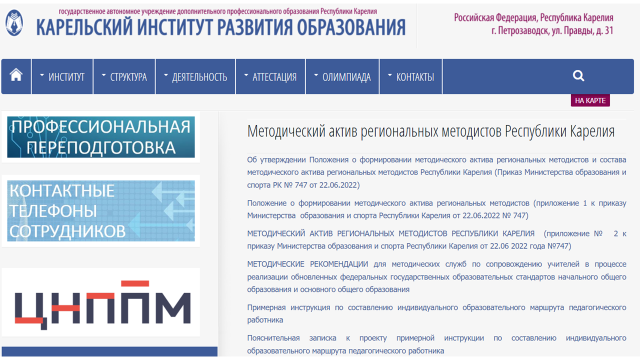 государственное автономное учреждение дополнительного профессионального образования Республики Карелия
КАРЕЛЬСКИЙ ИНСТИТУТ РАЗВИТИЯ ОБРАЗОВАНИЯ
Российская Федерация, Республика Карелия
г. Петрозаводск, ул. Правды, д. 31
ИНСТИТУТ СТРУКТУРА ДЕЯТЕЛЬНОСТЬ АТТЕСТАЦИЯ ОЛИМПИАДА КОНТАКТЫ
НА КАРТЕ
ПРОФЕССИОНАЛЬНАЯ
ПЕРЕПОДГОТОВКА
КОНТАКТНЫЕ
ТЕЛЕФОНЫ
СОТРУДНИКОВ
ЦНППМ
Методический актив региональных методистов Республики Карелия
Об утверждении Положения о формировании методического актива региональных методистов и состава
методического актива региональных методистов Республики Карелия (Приказ Министерства образования и
спорта РК № 747 от 22.06.2022)
Положение о формировании методического актива региональных методистов (приложение 1 к приказу
Министерства образования и спорта Республики Карелия от 22.06.2022 № 747)
МЕТОДИЧЕСКИЙ АКТИВ РЕГИОНАЛЬНЫХ МЕТОДИСТОВ РЕСПУБЛИКИ КАРЕЛИЯ (приложение № 2 к
приказу Министерства образования и спорта Республики Карелия от 22.06 2022 года №747)
МЕТОДИЧЕСКИЕ РЕКОМЕНДАЦИИ для методических служб по сопровождению учителей в процессе
реализации обновленных федеральных государственных образовательных стандартов начального общего
образования и основного общего образования
Примерная инструкция по составлению индивидуального образовательного маршрута педагогического
работника
Пояснительная записка к проекту примерной инструкции по составлению индивидуального
образовательного маршрута педагогического работника